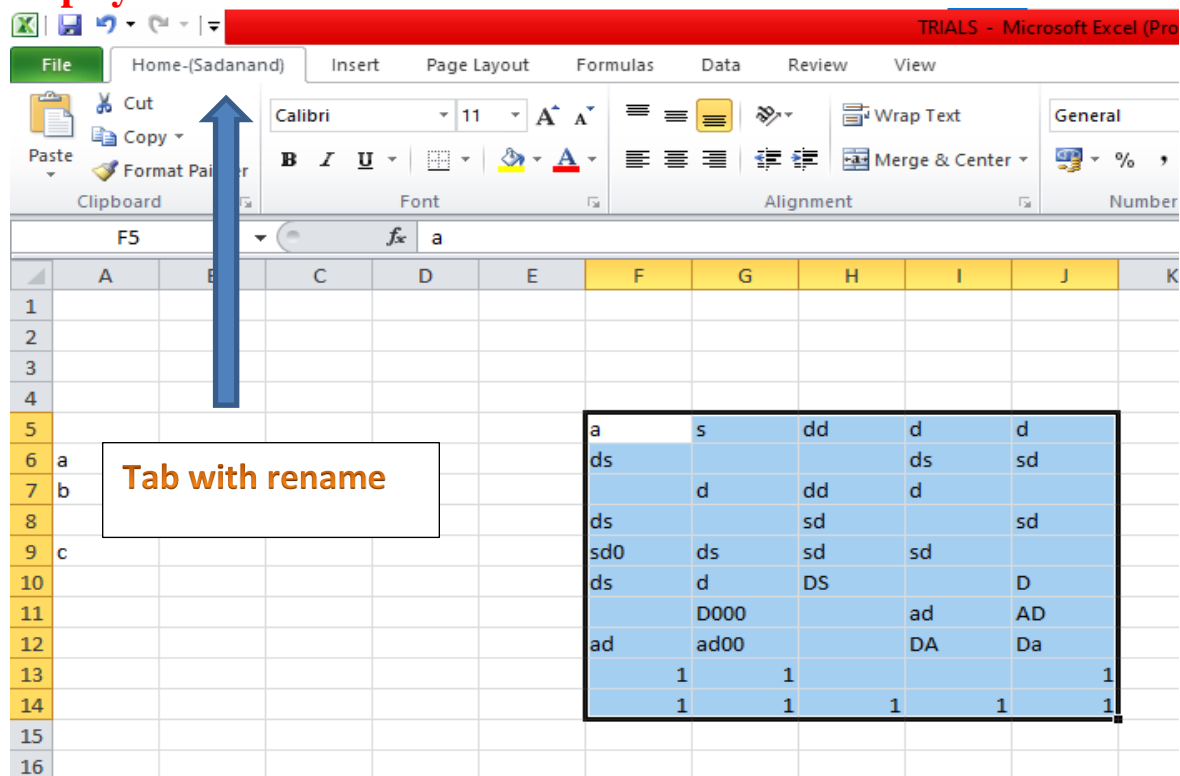 TRIALS - Microsoft Excel (Pro
File Home-(Sadanand) Insert Page Layout Formulas Data Review View
Cut
Copy
Paste
Format
Calibri 11 A A
B I U A
Wrap Text
Merge & Center
General
% ,
Clipboard Font Alignment Number
F5 fx a
A C D E F G H I J K
1
2
3
4
5 a s dd d d
6 a ds ds sd
7 b d dd d
8 ds sd sd
9 c sd0 ds sd sd
10 ds d DS D
11 D000 ad AD
12 ad ad00 DA Da
13 1 1 1
14 1 1 1 1 1
15
16
Tab with rename